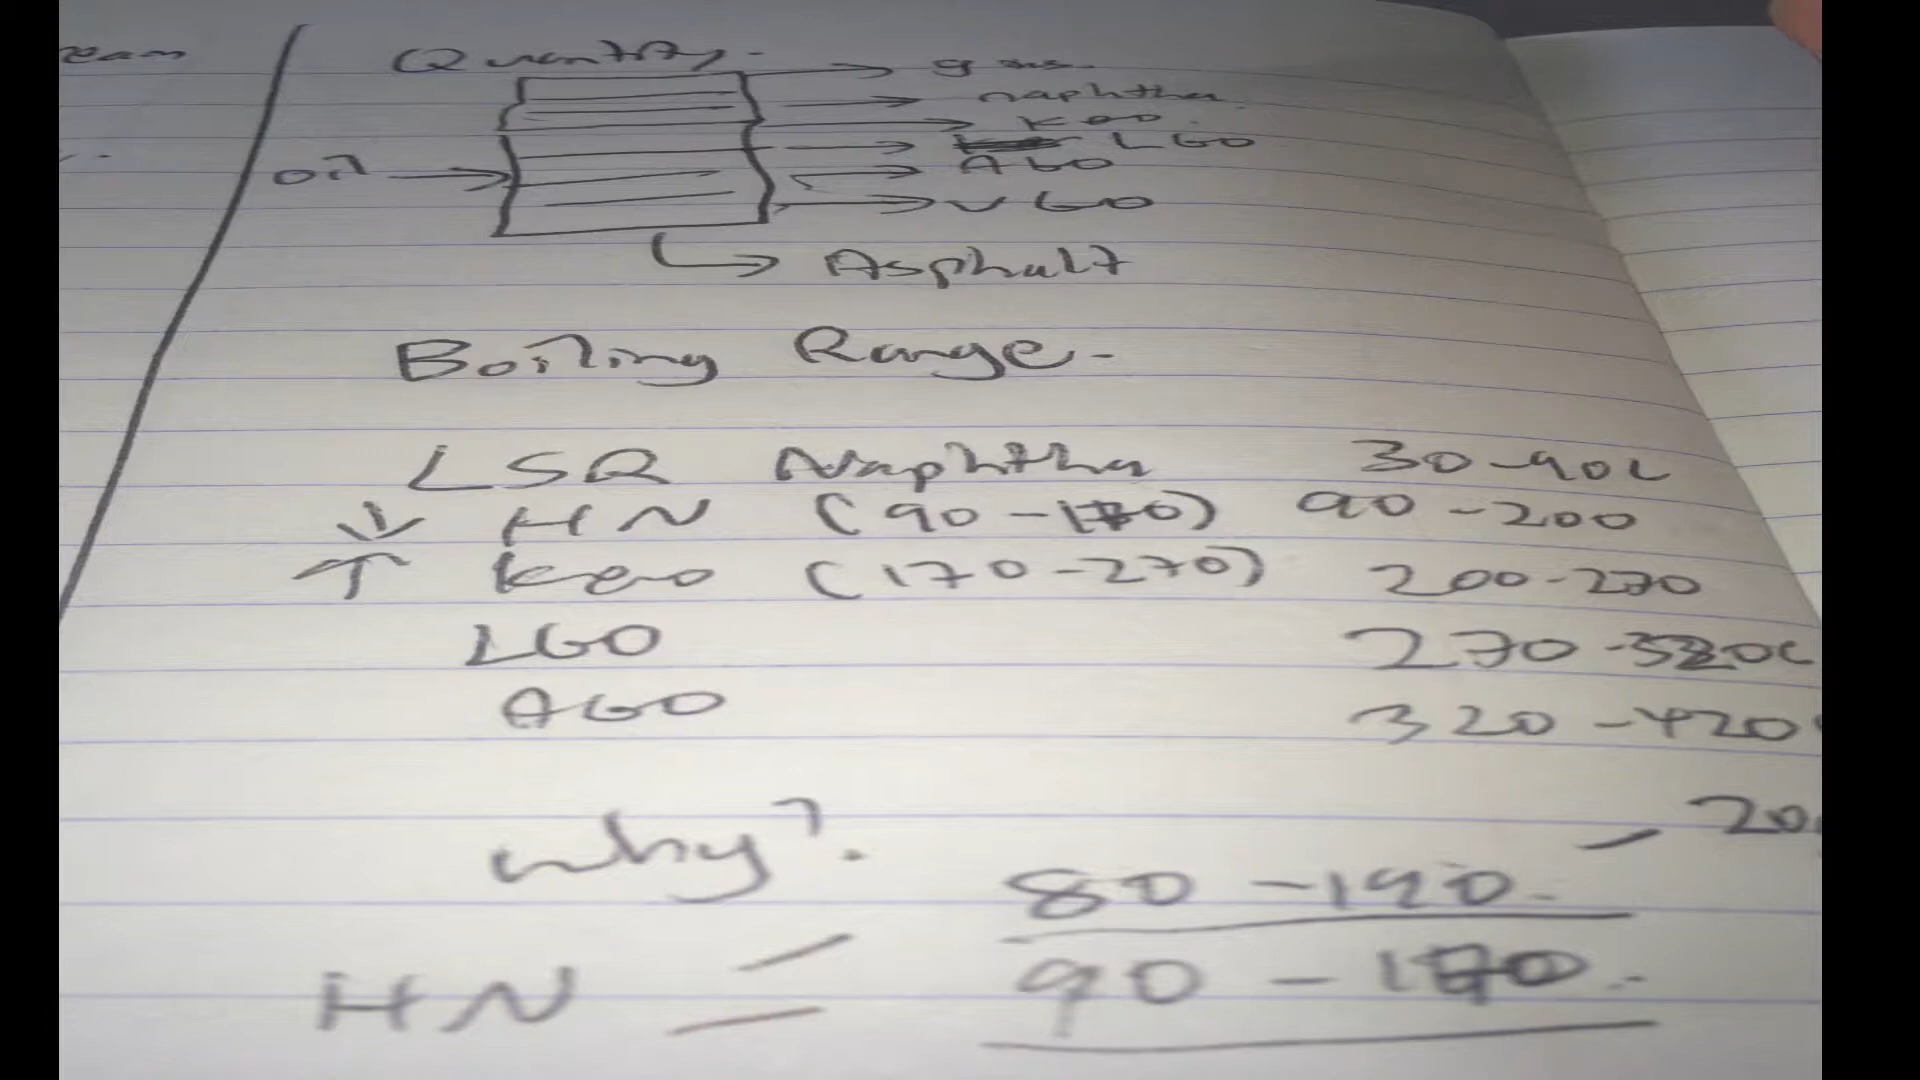 Quantity.
gas.
naphtha.
Keo.
LGO
oil
AGO
VGO
Asphalt
Boiling Range.
LSR Naphtha 30-90C
HN (90-170) 90-200
Keo (170-270) 200-270
LGO 270-320C
AGO 320-420
why?
20
80-190.
HN = 90-170.